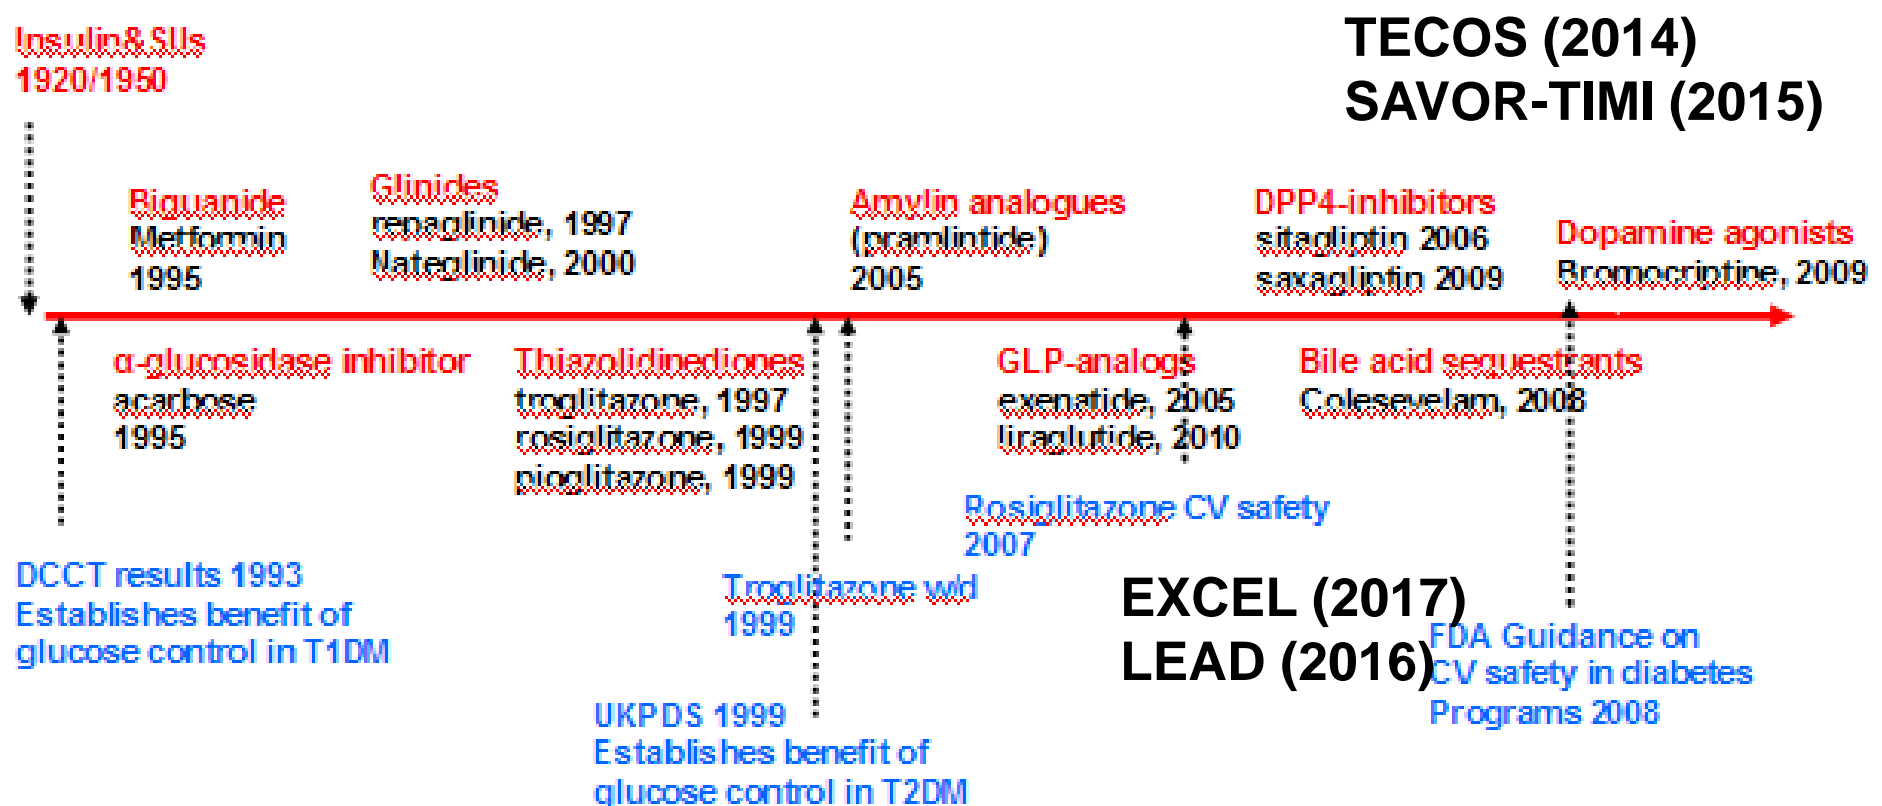 Insulin&SUs
1920/1950
TECOS (2014)
SAVOR-TIMI (2015)
Biguanide
Metformin
1995
Glinides
repaglinide, 1997
Nateglinide, 2000
Amylin analogues
(pramlintide)
2005
DPP4-inhibitors
sitagliptin 2006
saxagliptin 2009
Dopamine agonists
Bromocriptine, 2009
α-glucosidase inhibitor
acarbose
1995
Thiazolidinediones
troglitazone, 1997
rosiglitazone, 1999
pioglitazone, 1999
GLP-analogs
exenatide, 2005
liraglutide, 2010
Bile acid sequestrants
Colesevelam, 2008
Rosiglitazone CV safety
2007
DCCT results 1993
Establishes benefit of
glucose control in T1DM
Troglitazone w/d
1999
EXCEL (2017)
LEAD (2016)
FDA Guidance on
CV safety in diabetes
Programs 2008
UKPDS 1999
Establishes benefit of
glucose control in T2DM